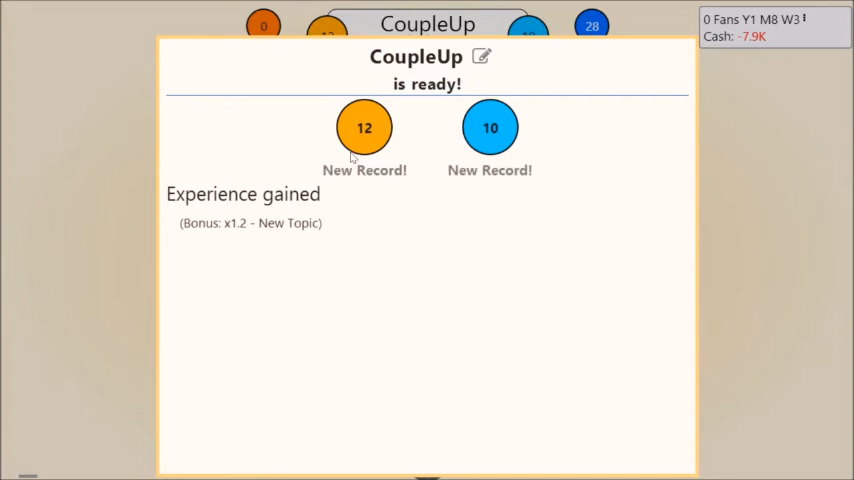 0
CoupleUp
28
0 Fans Y1 M8 W3
Cash: -7.9K
CoupleUp
is ready!
12
10
New Record!
New Record!
Experience gained
(Bonus: x1.2 - New Topic)